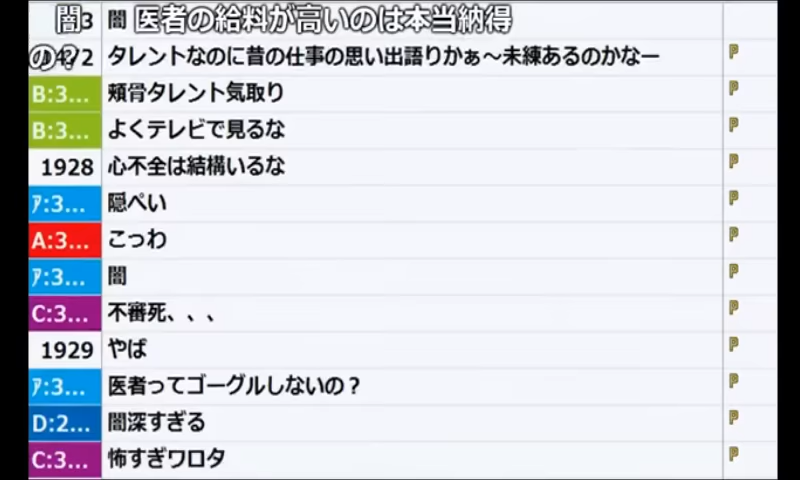 闇 医者の給料が高いのは本当納得
の？
3 闇
/2 タレントなのに昔の仕事の思い出語りかぁ～未練あるのかなー P
B:3... 頬骨タレント気取り P
B:3... よくテレビで見るな P
1928 心不全は結構いるな P
ｱ:3... 隠ぺい P
A:3... こっわ P
ｱ:3... 闇 P
C:3... 不審死、、、 P
1929 やば P
ｱ:3... 医者ってゴーグルしないの？ P
D:2... 闇深すぎる P
C:3... 怖すぎワロタ P